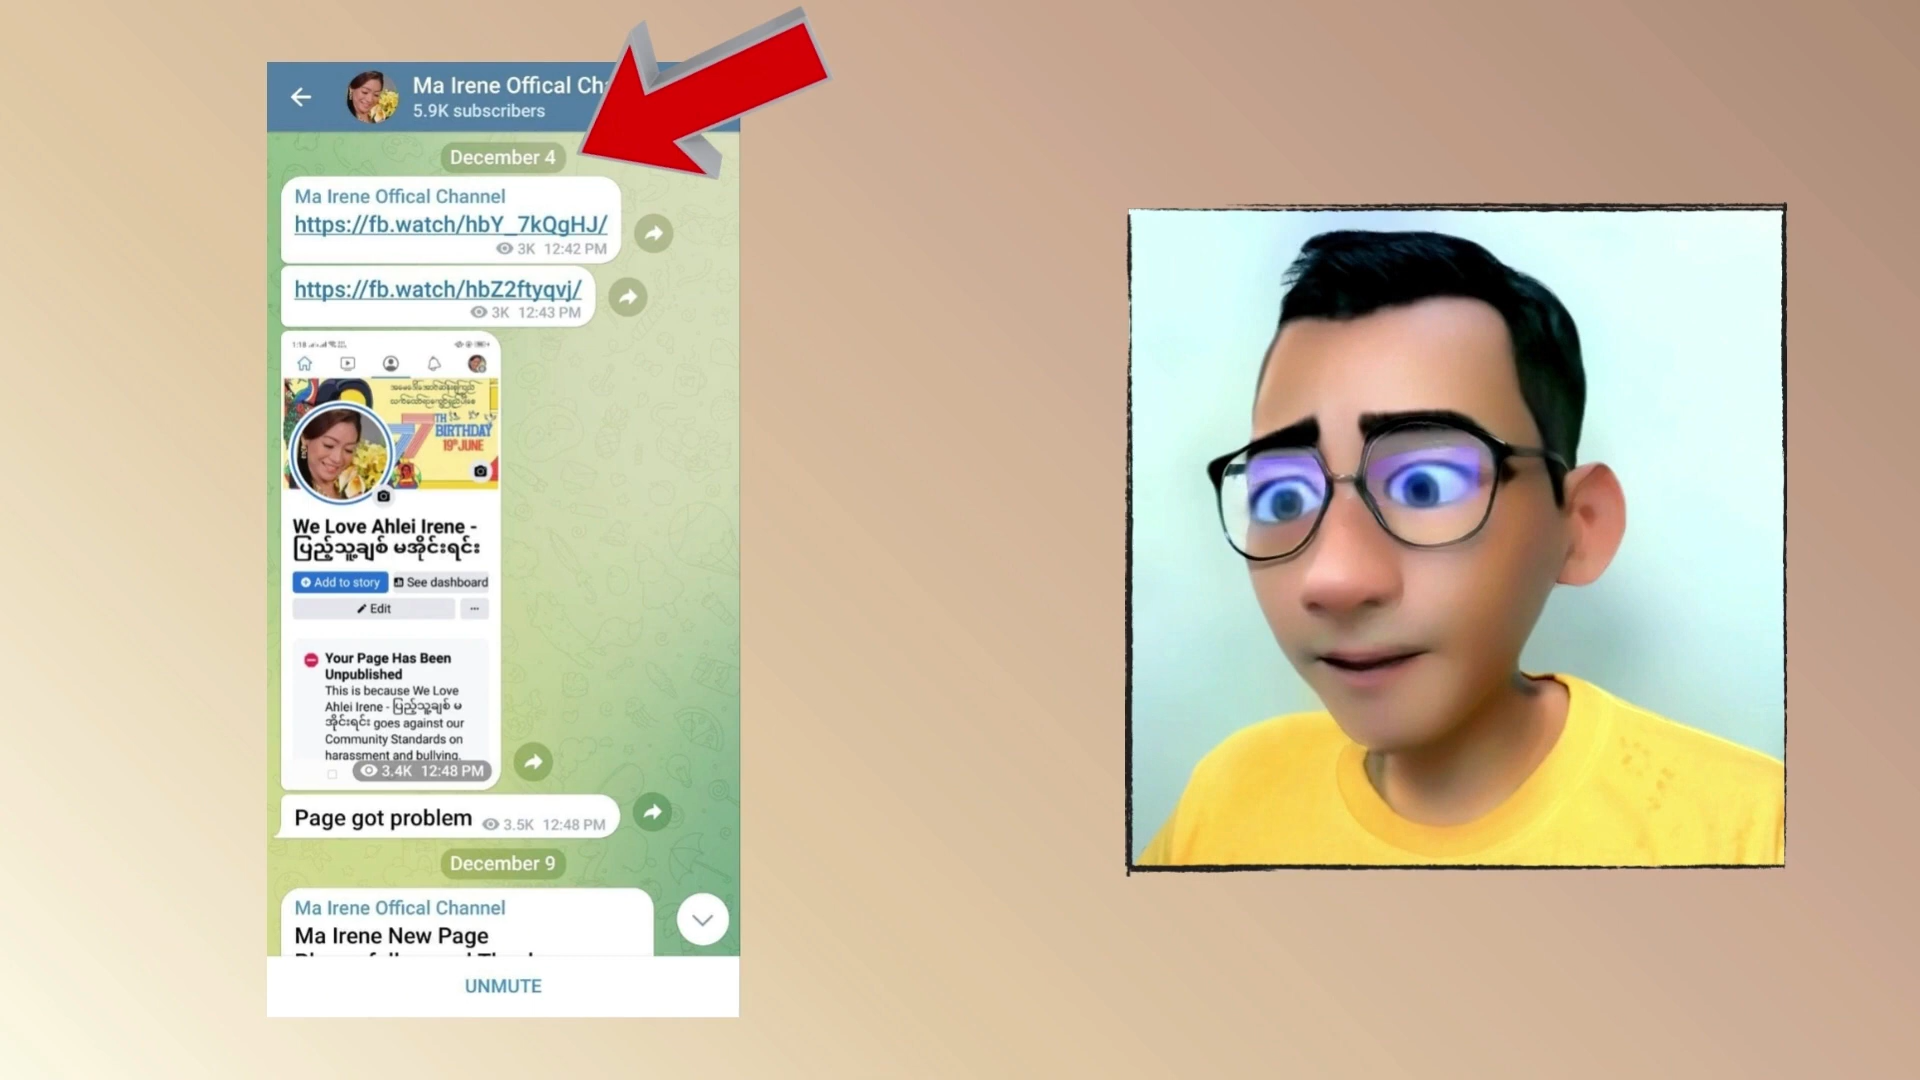 Ma Irene Offical Ch
5.9K subscribers
December 4
Ma Irene Offical Channel
https://fb.watch/hbY_7kQgHJ/
3K 12:42 PM
https://fb.watch/hbZ2ftyqvj/
3K 12:43 PM
1:18
77TH
BIRTHDAY
19th JUNE
We Love Ahlei Irene -
ပြည်သူ့ချစ် မအိုင်းရင်း
Add to story
See dashboard
Edit
Your Page Has Been
Unpublished
This is because We Love
Ahlei Irene - ပြည်သူ့ချစ် မ
အိုင်းရင်း goes against our
Community Standards on
harassment and bullying.
3.4K 12:48 PM
Page got problem
3.5K 12:48 PM
December 9
Ma Irene Offical Channel
Ma Irene New Page
UNMUTE